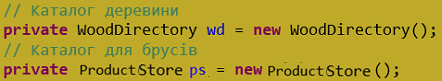 // Каталог деревини
private WoodDirectory wd = new WoodDirectory();
// Каталог для брусів
private ProductStore ps = new ProductStore ();